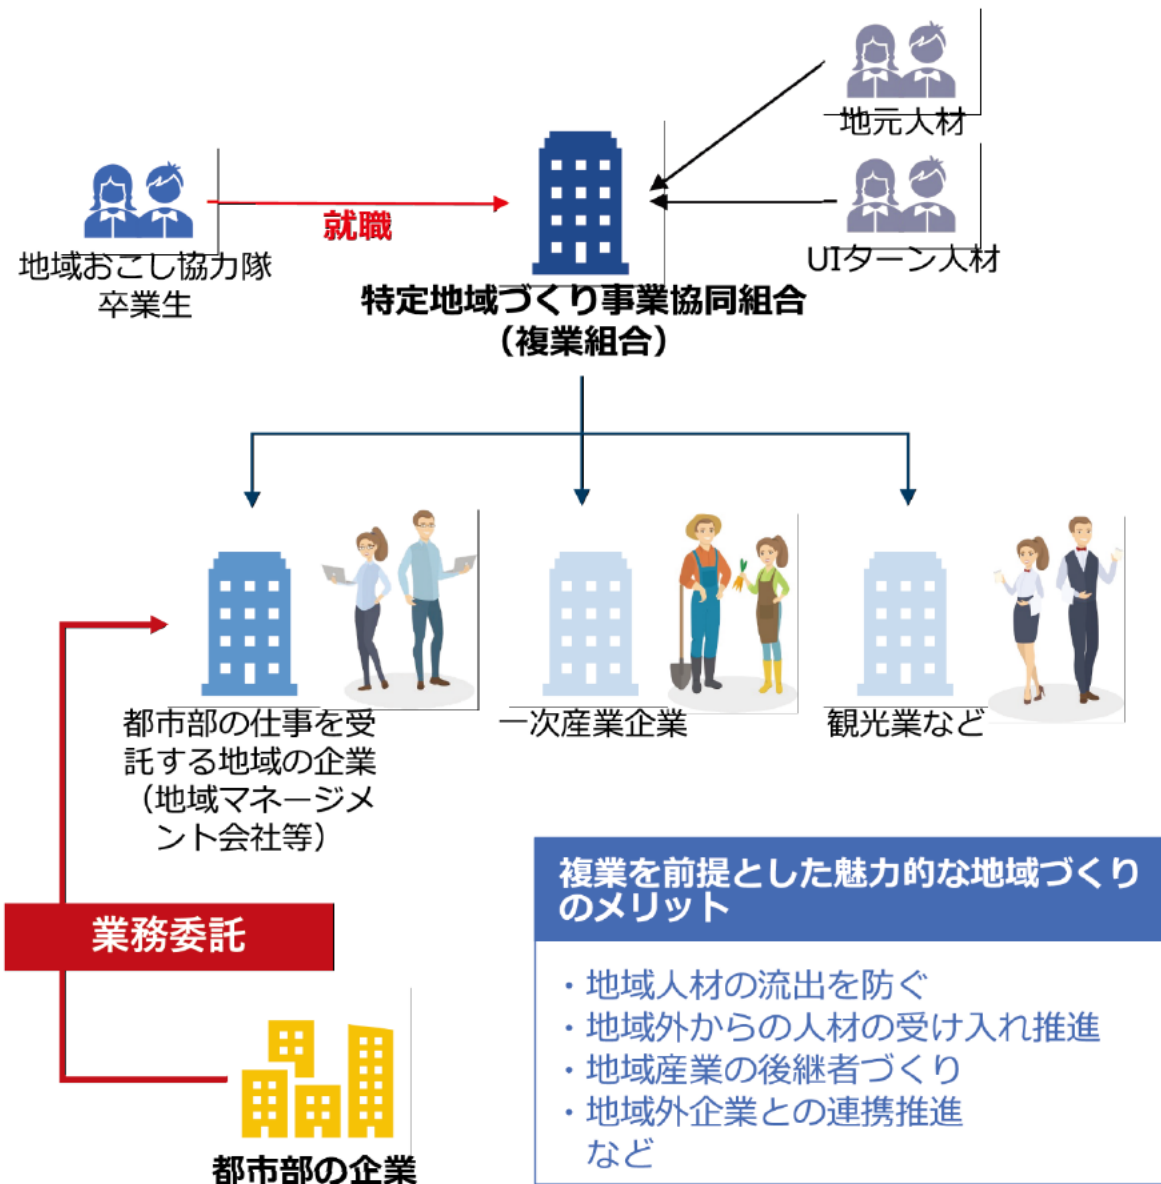 地元人材
就職
UIターン人材
地域おこし協力隊
卒業生
特定地域づくり事業協同組合
（複業組合）
都市部の仕事を受
託する地域の企業
（地域マネージメ
ント会社等）
一次産業企業
観光業など
業務委託
都市部の企業
複業を前提とした魅力的な地域づくり
のメリット
・地域人材の流出を防ぐ
・地域外からの人材の受け入れ推進
・地域産業の後継者づくり
・地域外企業との連携推進
など